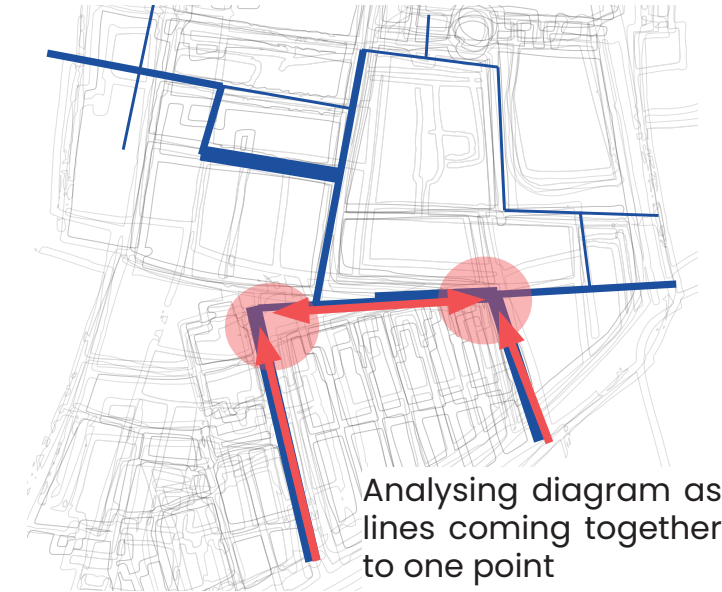 Analysing diagram as
lines coming together
to one point